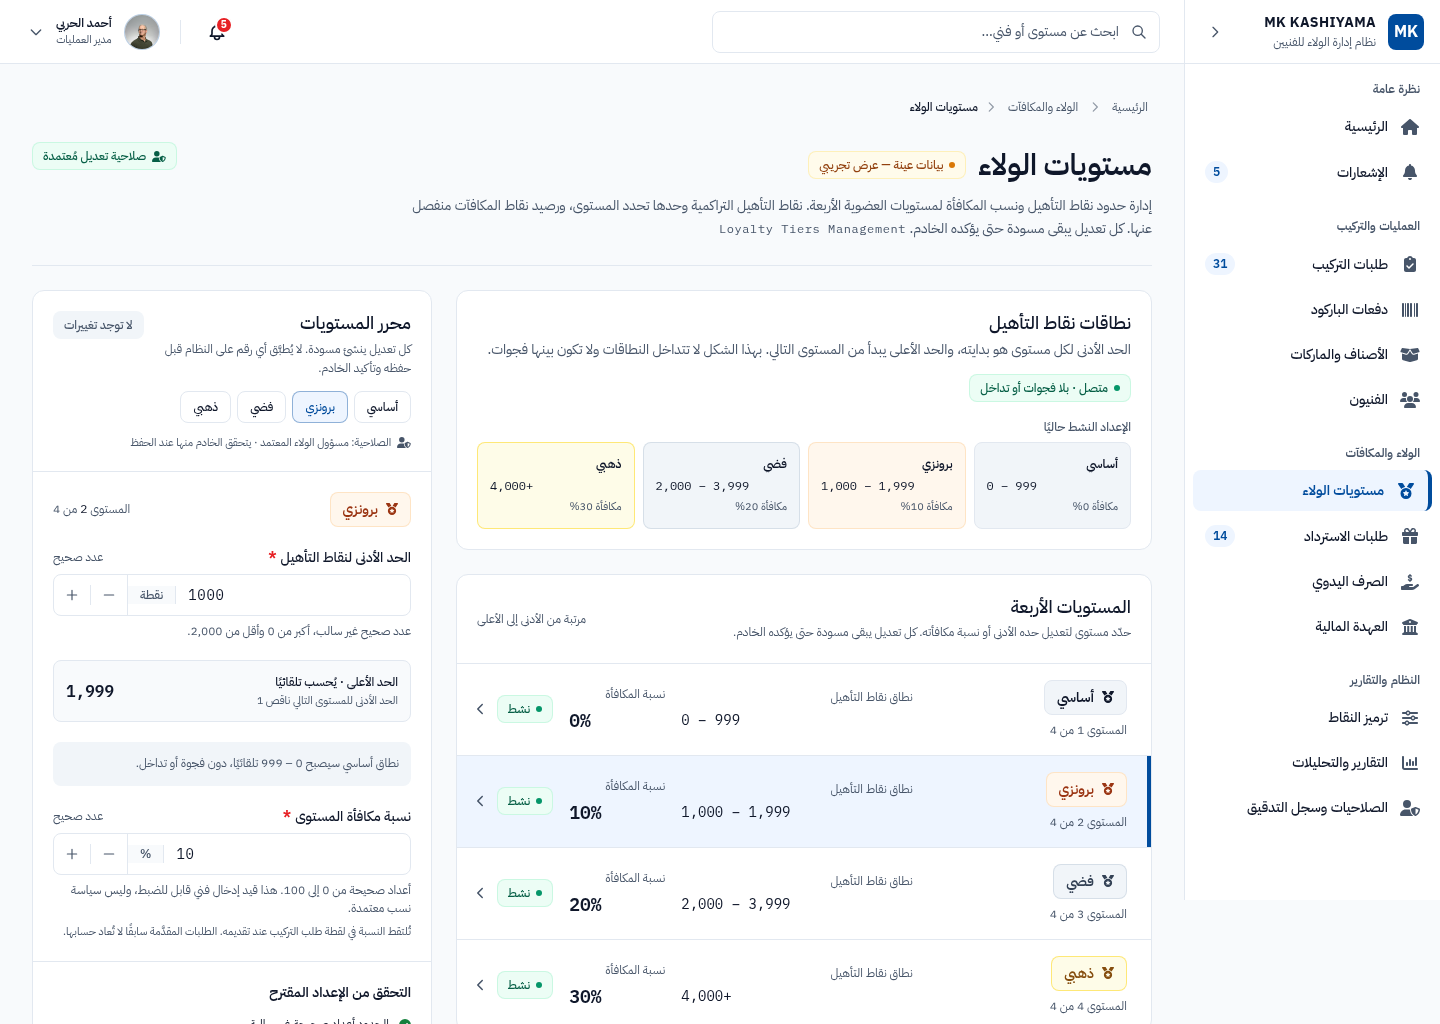 MK
MK KASHIYAMA
نظام إدارة الولاء للفنيين
نظرة عامة
الرئيسية
الإشعارات
5
العمليات والتركيب
طلبات التركيب
31
دفعات الباركود
الأصناف والماركات
الفنيون
الولاء والمكافآت
مستويات الولاء
طلبات الاسترداد
14
الصرف اليدوي
العهدة المالية
النظام والتقارير
ترميز النقاط
التقارير والتحليلات
الصلاحيات وسجل التدقيق
ابحث عن مستوى أو فني...
5
أحمد الحربي
مدير العمليات
الرئيسية
الولاء والمكافآت
مستويات الولاء
مستويات الولاء
بيانات عينة — عرض تجريبي
صلاحية تعديل مُعتمدة
إدارة حدود نقاط التأهيل ونسب المكافأة لمستويات العضوية الأربعة. نقاط التأهيل التراكمية وحدها تحدد المستوى، ورصيد نقاط المكافآت منفصل
عنها. كل تعديل يبقى مسودة حتى يؤكده الخادم. Loyalty Tiers Management
نطاقات نقاط التأهيل
الحد الأدنى لكل مستوى هو بدايته، والحد الأعلى يبدأ من المستوى التالي. بهذا الشكل لا تتداخل النطاقات ولا تكون بينها فجوات.
متصل · بلا فجوات أو تداخل
الإعداد النشط حاليًا
أساسي
0 – 999
مكافأة 0%
برونزي
1,000 – 1,999
مكافأة 10%
فضي
2,000 – 3,999
مكافأة 20%
ذهبي
4,000+
مكافأة 30%
المستويات الأربعة
حدّد مستوى لتعديل حده الأدنى أو نسبة مكافأته. كل تعديل يبقى مسودة حتى يؤكده الخادم.
مرتبة من الأدنى إلى الأعلى
أساسي
المستوى 1 من 4
نطاق نقاط التأهيل
0 – 999
نسبة المكافأة
0%
نشط
برونزي
المستوى 2 من 4
نطاق نقاط التأهيل
1,000 – 1,999
نسبة المكافأة
10%
نشط
فضي
المستوى 3 من 4
نطاق نقاط التأهيل
2,000 – 3,999
نسبة المكافأة
20%
نشط
ذهبي
المستوى 4 من 4
نطاق نقاط التأهيل
4,000+
نسبة المكافأة
30%
نشط
محرر المستويات
لا توجد تغييرات
كل تعديل ينشئ مسودة. لا يُطبَّق أي رقم على النظام قبل
حفظه وتأكيد الخادم.
أساسي
برونزي
فضي
ذهبي
الصلاحية: مسؤول الولاء المعتمد · يتحقق الخادم منها عند الحفظ
برونزي
المستوى 2 من 4
الحد الأدنى لنقاط التأهيل *
عدد صحيح
1000
نقطة
عدد صحيح غير سالب، أكبر من 0 وأقل من 2,000.
الحد الأعلى · يُحسب تلقائيًا
الحد الأدنى للمستوى التالي ناقص 1
1,999
نطاق أساسي سيصبح 0 – 999 تلقائيًا، دون فجوة أو تداخل.
نسبة مكافأة المستوى *
عدد صحيح
10
%
أعداد صحيحة من 0 إلى 100. هذا قيد إدخال فني قابل للضبط، وليس سياسة
نسب معتمدة.
تُلتقط النسبة في لقطة طلب التركيب عند تقديمه. الطلبات المقدَّمة سابقًا لا تُعاد حسابها.
التحقق من الإعداد المقترح